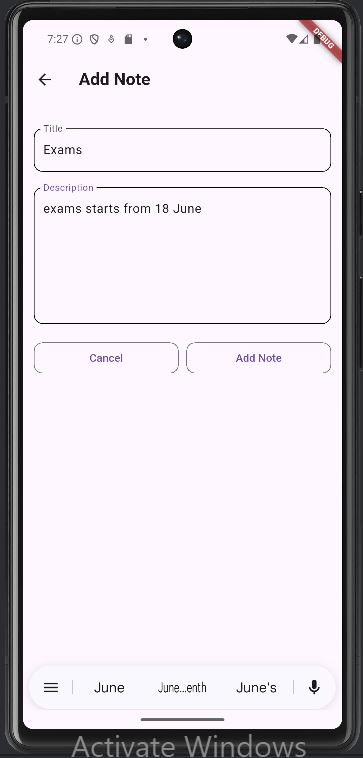 7:27
DEBUG
Add Note
Title
Exams
Description
exams starts from 18 June
Cancel
Add Note
June
June...enth
June's
Activate Windows